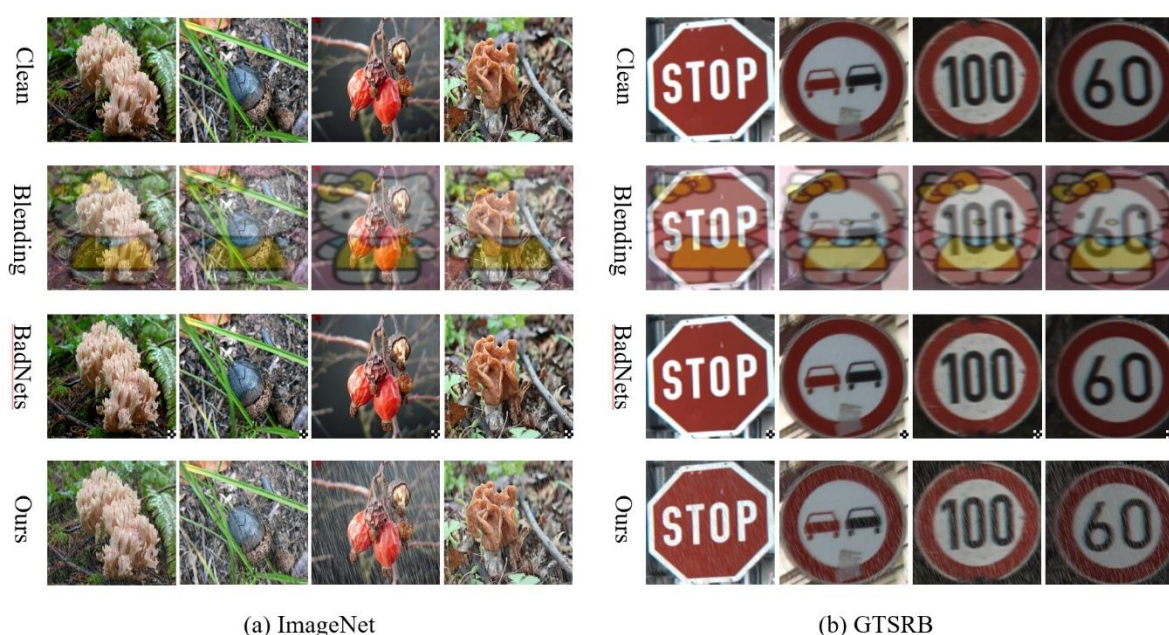 Clean
STOP
100
60
Clean
Blending
STOP
100
60
Blending
BadNets
STOP
100
60
BadNets
Ours
STOP
100
60
Ours
(a) ImageNet
(b) GTSRB